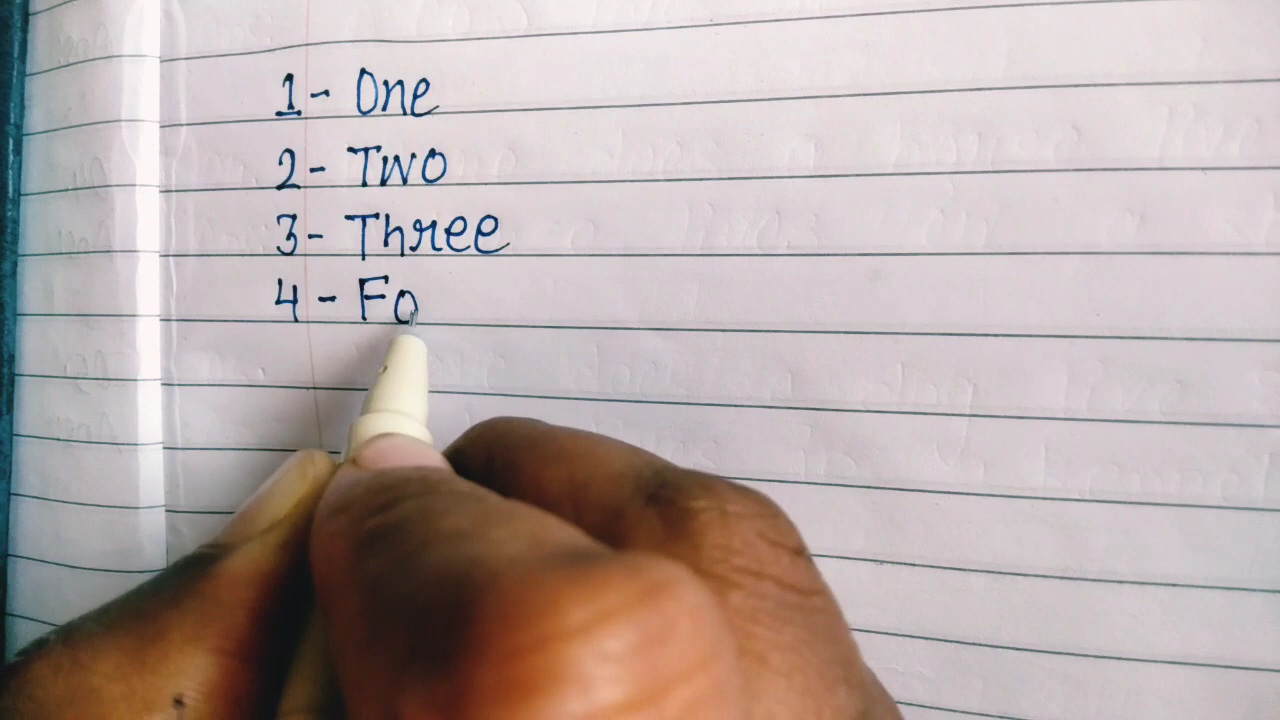 1- One
2- Two
3- Three
4- Fo